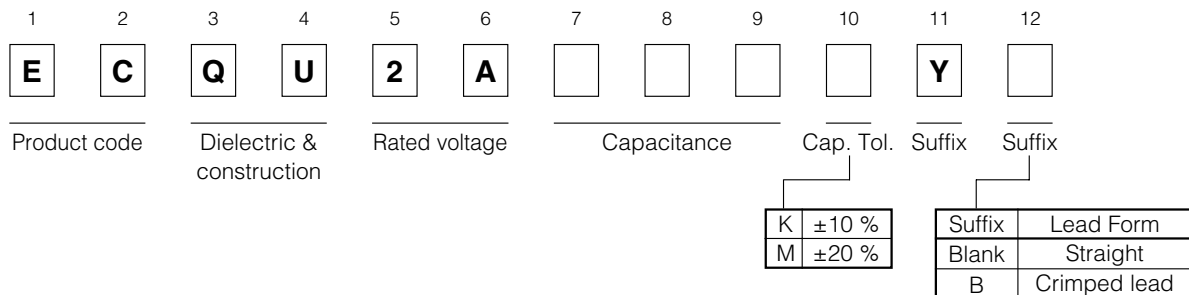 1 2 3 4 5 6 7 8 9 10 11 12
E C Q U 2 A Y
Product code Dielectric & Rated voltage Capacitance Cap. Tol. Suffix Suffix
construction
K ±10 % Suffix Lead Form
M ±20 % Blank Straight
B Crimped lead